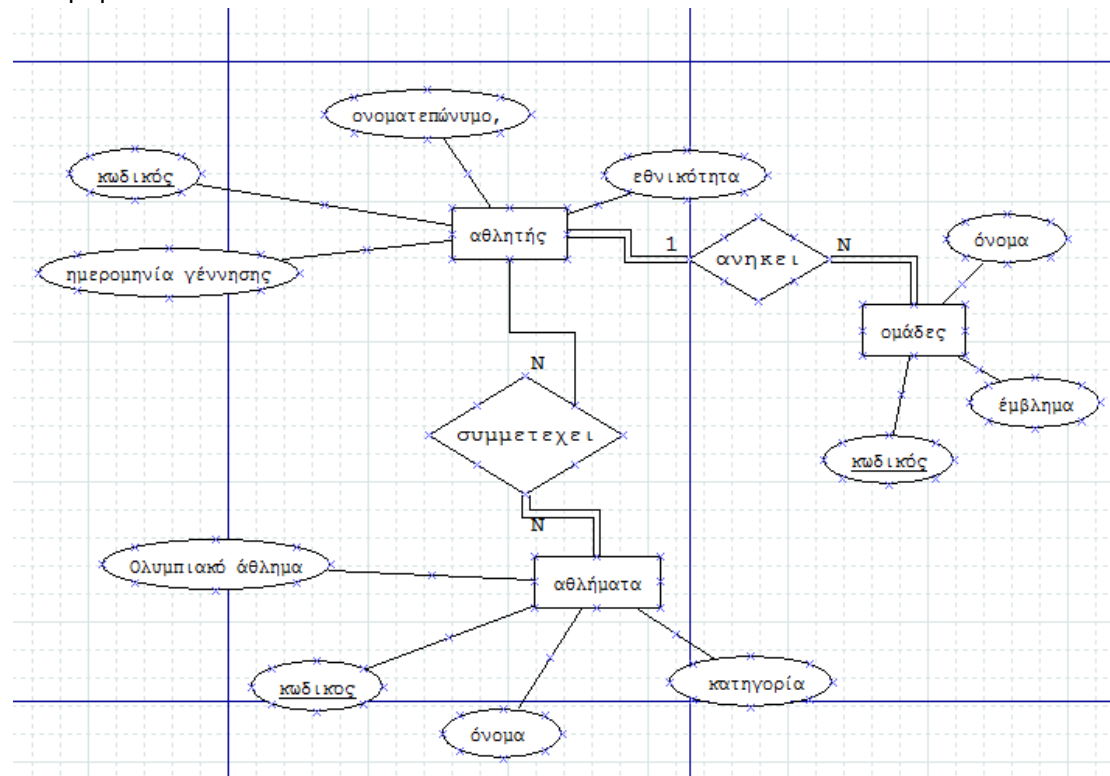 ονοματεπώνυμο,
κωδικός
εθνικότητα
αθλητής
ημερομηνία γέννησης
1
ανηκει
N
όνομα
ομάδες
έμβλημα
κωδικός
N
συμμετεχει
N
Ολυμπιακό άθλημα
αθλήματα
κωδικος
κατηγορία
όνομα